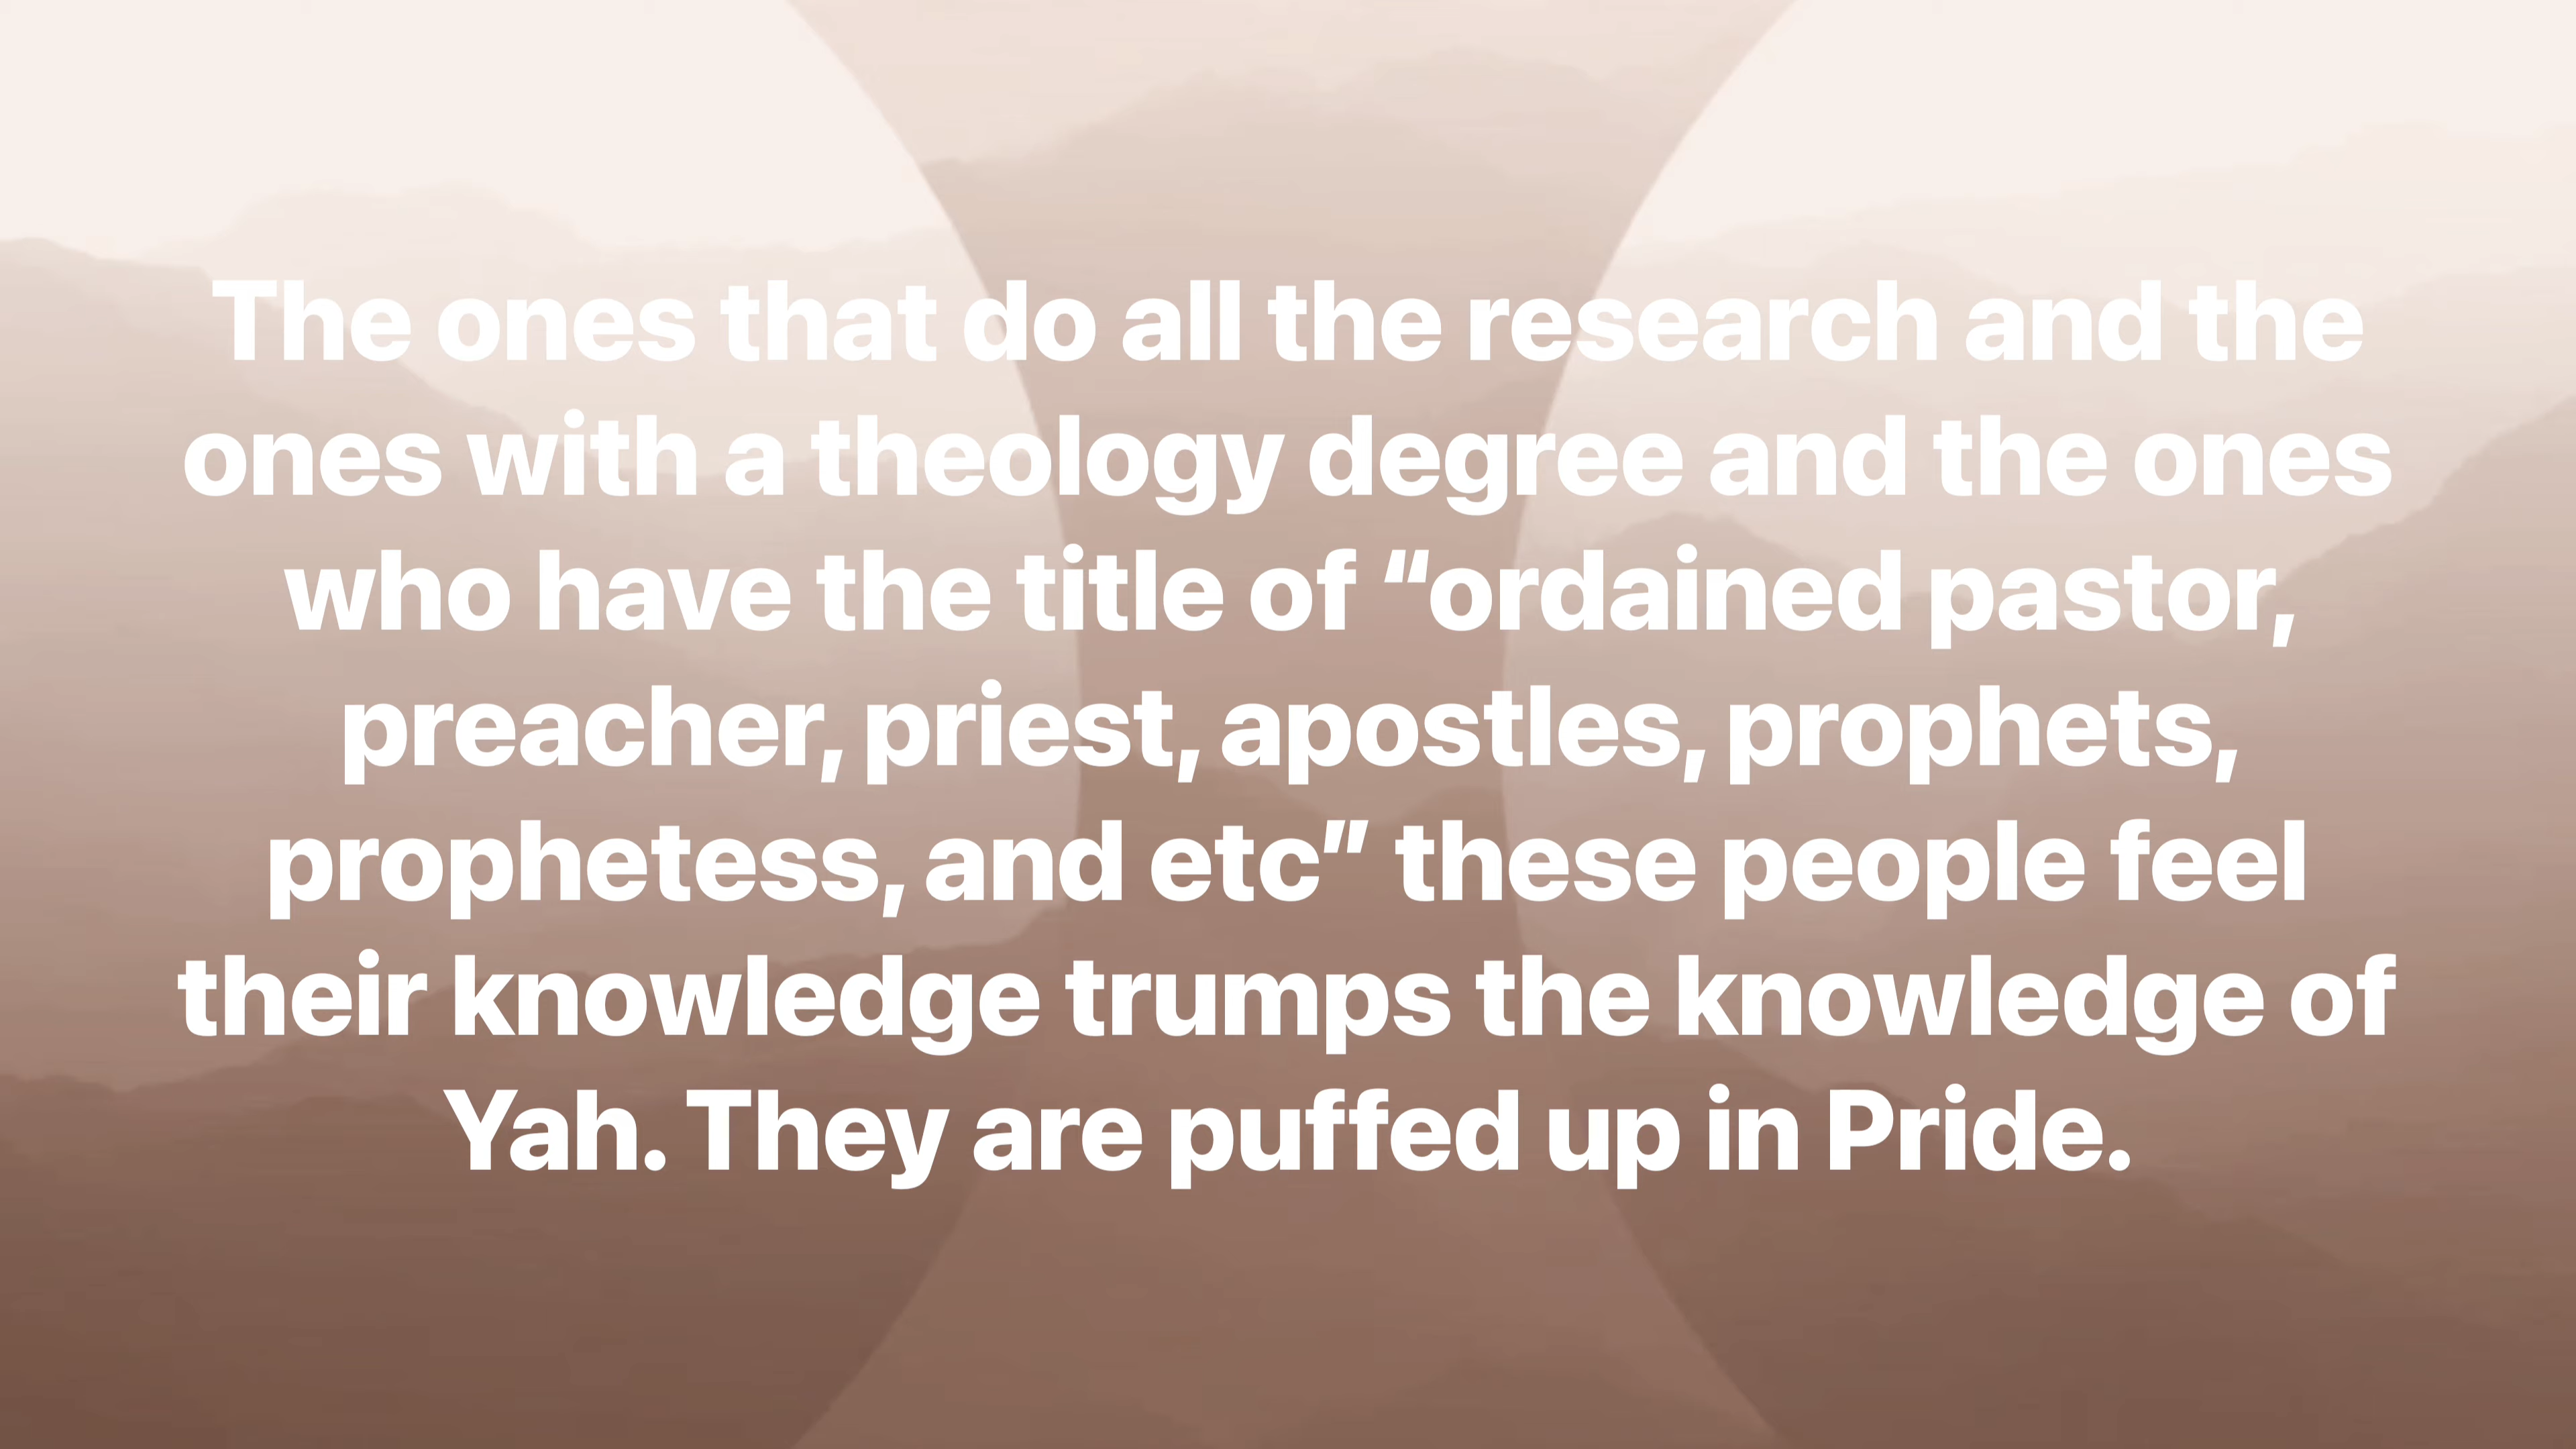 The ones that do all the research and the
ones with a theology degree and the ones
who have the title of “ordained pastor,
preacher, priest, apostles, prophets,
prophetess, and etc” these people feel
their knowledge trumps the knowledge of
Yah. They are puffed up in Pride.